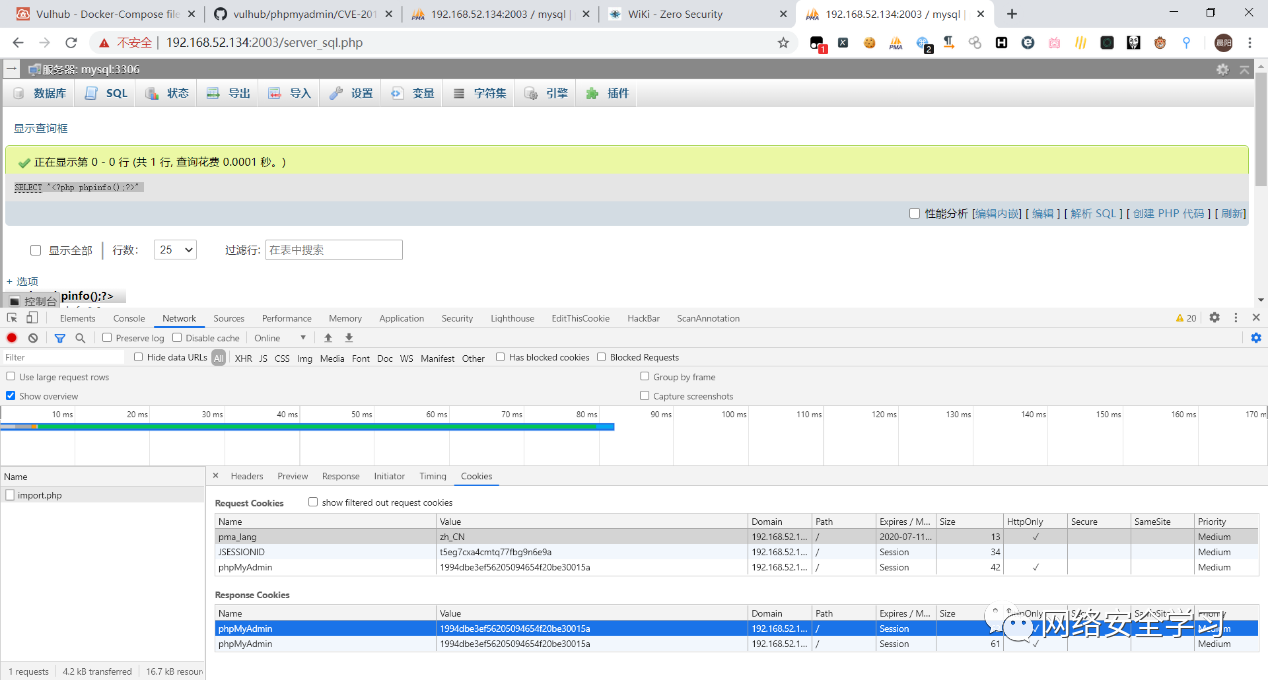 Vulhub - Docker-Compose file
vulhub/phpmyadmin/CVE-201
192.168.52.134:2003 / mysql |
WiKi - Zero Security
192.168.52.134:2003 / mysql |
不安全 | 192.168.52.134:2003/server_sql.php
服务器: mysql:3306
数据库 SQL 状态 导出 导入 设置 变量 字符集 引擎 插件
显示查询框
正在显示第 0 - 0 行 (共 1 行, 查询花费 0.0001 秒。)
SELECT "<?php phpinfo();?>"
性能分析 [编辑内嵌] [ 编辑 ] [ 解析 SQL ] [ 创建 PHP 代码 ] [ 刷新]
显示全部 | 行数: 25 过滤行: 在表中搜索
+ 选项
pinfo();?>
控制台
Elements Console Network Sources Performance Memory Application Security Lighthouse EditThisCookie HackBar ScanAnnotation 20
Preserve log Disable cache Online
Filter Hide data URLs All XHR JS CSS Img Media Font Doc WS Manifest Other Has blocked cookies Blocked Requests
Use large request rows Group by frame
Show overview Capture screenshots
10 ms 20 ms 30 ms 40 ms 50 ms 60 ms 70 ms 80 ms 90 ms 100 ms 110 ms 120 ms 130 ms 140 ms 150 ms 160 ms 170 m
Name Headers Preview Response Initiator Timing Cookies
import.php
Request Cookies show filtered out request cookies
Name Value Domain Path Expires / M... Size HttpOnly Secure SameSite Priority
pma_lang zh_CN 192.168.52.1... / 2020-07-11... 13 ✓ Medium
JSESSIONID t5eg7cxa4cmtq77fbg9n6e9a 192.168.52.1... / Session 34 Medium
phpMyAdmin 1994dbe3ef56205094654f20be30015a 192.168.52.1... / Session 42 ✓ Medium
Response Cookies
Name Value Domain Path Expires / M... Size
phpMyAdmin 1994dbe3ef56205094654f20be30015a 192.168.52.1... / Session Medium
phpMyAdmin 1994dbe3ef56205094654f20be30015a 192.168.52.1... / Session 61 ✓ Medium
网络安全学习
1 requests 4.2 kB transferred 16.7 kB resour